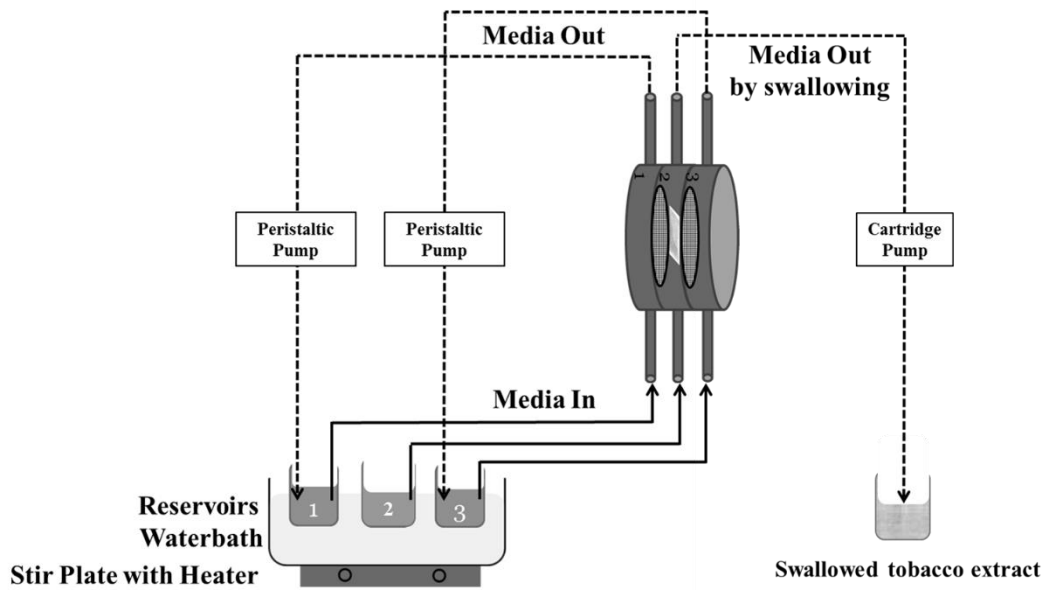 Media Out
Media Out
by swallowing
1
2
3
Peristaltic
Pump
Peristaltic
Pump
Cartridge
Pump
Media In
Reservoirs
1
2
3
Waterbath
Stir Plate with Heater
Swallowed tobacco extract